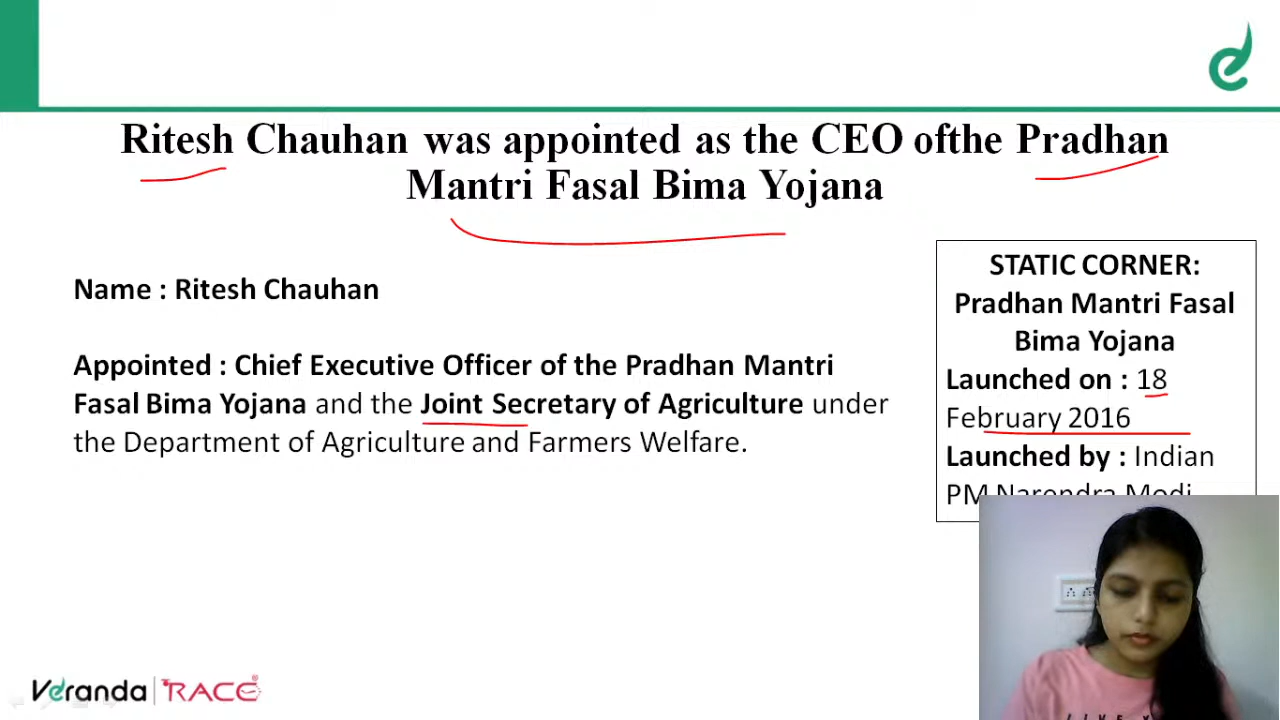 Ritesh Chauhan was appointed as the CEO ofthe Pradhan
Mantri Fasal Bima Yojana
Name : Ritesh Chauhan
Appointed : Chief Executive Officer of the Pradhan Mantri
Fasal Bima Yojana and the Joint Secretary of Agriculture under
the Department of Agriculture and Farmers Welfare.
STATIC CORNER:
Pradhan Mantri Fasal
Bima Yojana
Launched on : 18
February 2016
Launched by : Indian
PM Narendra Modi
Veranda RACE